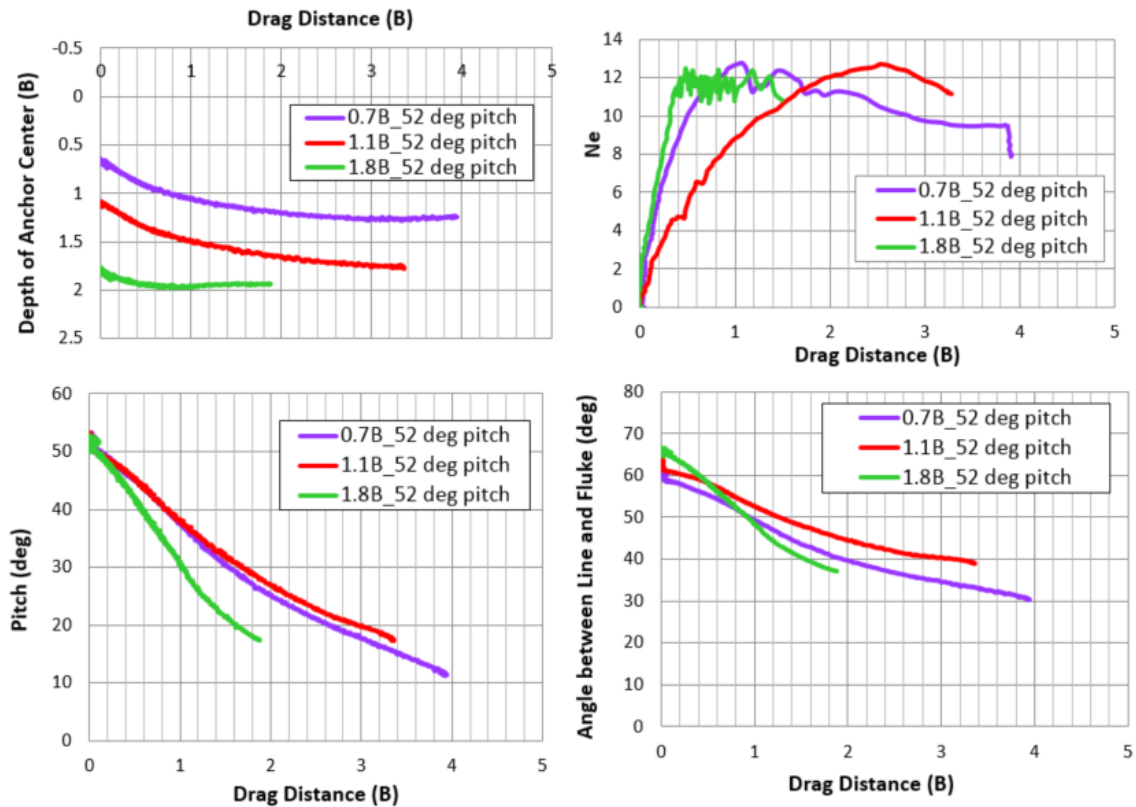 Drag Distance (B)
-0.5
0 1 2 3 4 5
0
0.5
1
1.5
2
2.5
Depth of Anchor Center (B)
0.7B_52 deg pitch
1.1B_52 deg pitch
1.8B_52 deg pitch
14
12
10
8
6
4
2
0
Ne
0.7B_52 deg pitch
1.1B_52 deg pitch
1.8B_52 deg pitch
0 1 2 3 4 5
Drag Distance (B)
60
50
40
30
20
10
0
Pitch (deg)
0.7B_52 deg pitch
1.1B_52 deg pitch
1.8B_52 deg pitch
0 1 2 3 4 5
Drag Distance (B)
80
70
60
50
40
30
20
10
0
Angle between Line and Fluke (deg)
0.7B_52 deg pitch
1.1B_52 deg pitch
1.8B_52 deg pitch
0 1 2 3 4 5
Drag Distance (B)